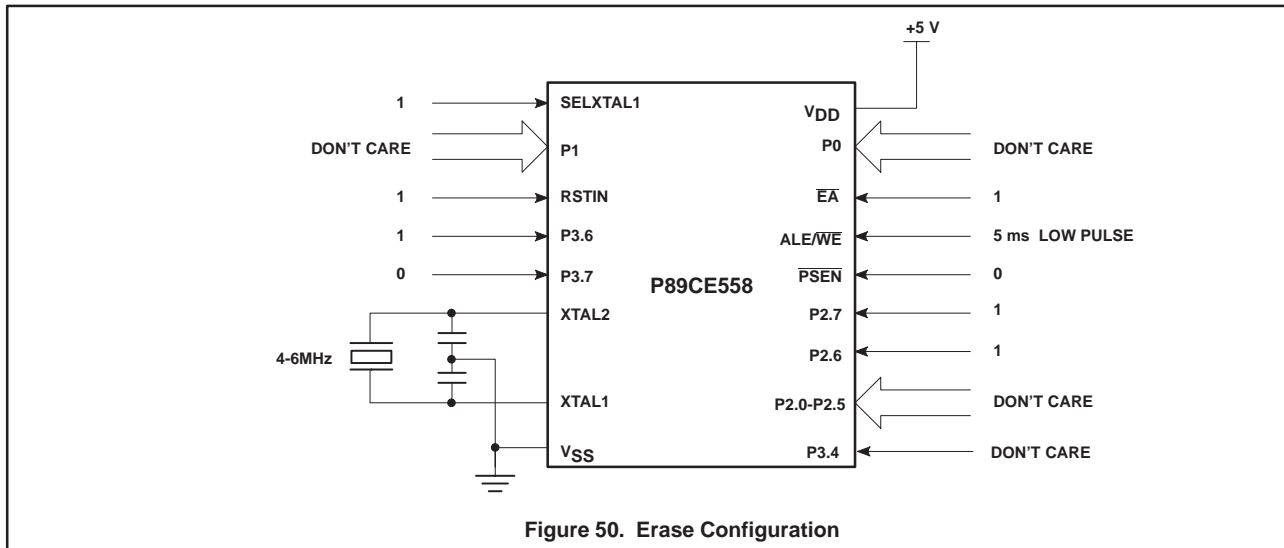 +5 V
1
SELXTAL1
VDD
DON'T CARE
P1
P0
DON'T CARE
1
RSTIN
EA
1
1
P3.6
ALE/WE
5 ms LOW PULSE
0
P3.7
P89CE558
PSEN
0
XTAL2
P2.7
1
4-6MHz
P2.6
1
XTAL1
P2.0-P2.5
DON'T CARE
VSS
P3.4
DON'T CARE
Figure 50. Erase Configuration